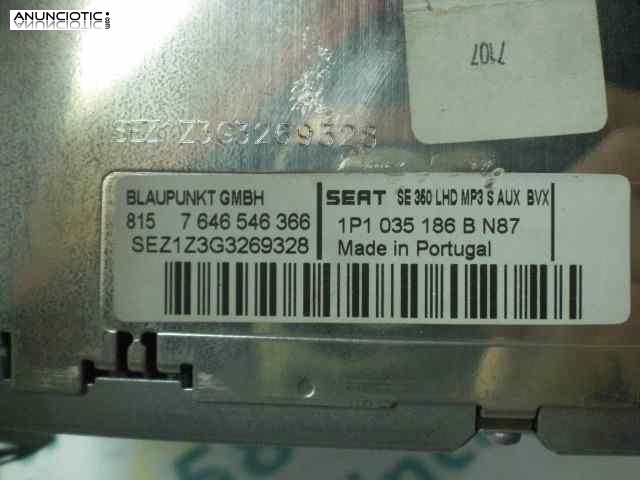 ANUNCIOTIC.com
7107
SEZ1Z3G3269328
BLAUPUNKT GMBH
815 7 646 546 366
SEZ1Z3G3269328
SEAT SE 350 LHD MP3 S AUX BVX
1P1 035 186 B N87
Made in Portugal